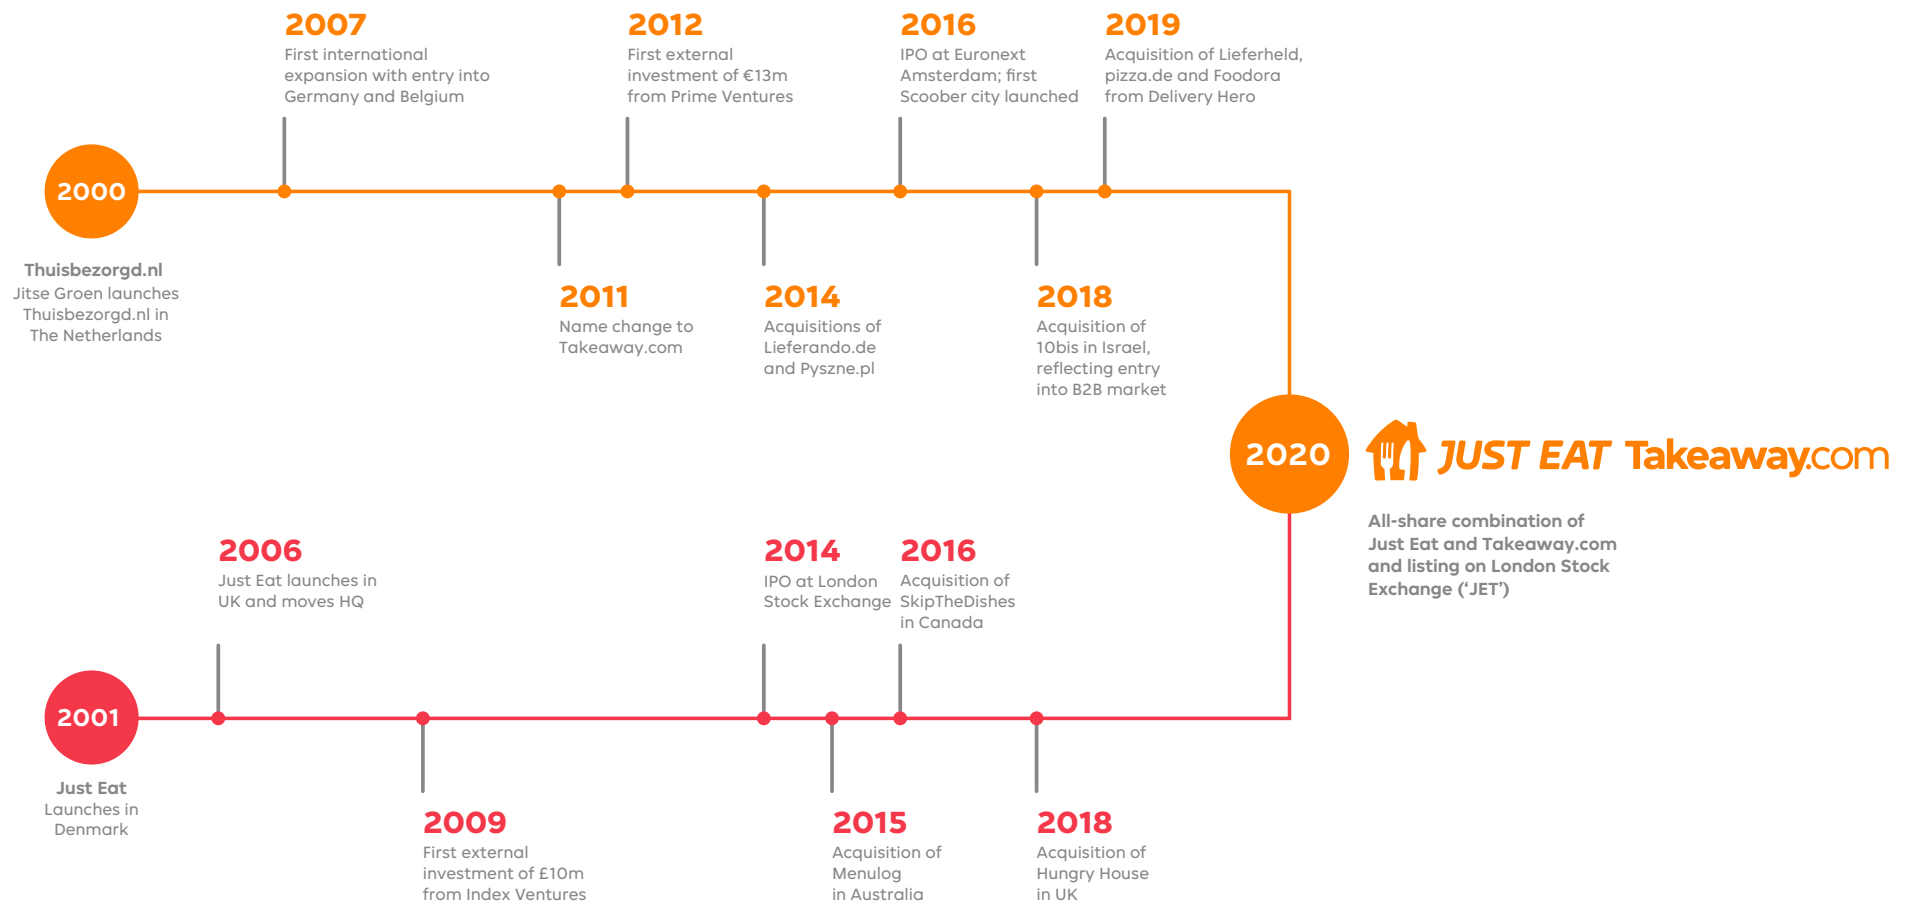 2007
First international
expansion with entry into
Germany and Belgium
2012
First external
investment of €13m
from Prime Ventures
2016
IPO at Euronext
Amsterdam; first
Scoober city launched
2019
Acquisition of Lieferheld,
pizza.de and Foodora
from Delivery Hero
2000
Thuisbezorgd.nl
Jitse Groen launches
Thuisbezorgd.nl in
The Netherlands
2011
Name change to
Takeaway.com
2014
Acquisitions of
Lieferando.de
and Pyszne.pl
2018
Acquisition of
10bis in Israel,
reflecting entry
into B2B market
2020
JUST EAT Takeaway.com
All-share combination of
Just Eat and Takeaway.com
and listing on London Stock
Exchange (‘JET’)
2006
Just Eat launches in
UK and moves HQ
2014
IPO at London
Stock Exchange
2016
Acquisition of
SkipTheDishes
in Canada
2001
Just Eat
Launches in
Denmark
2009
First external
investment of £10m
from Index Ventures
2015
Acquisition of
Menulog
in Australia
2018
Acquisition of
Hungry House
in UK